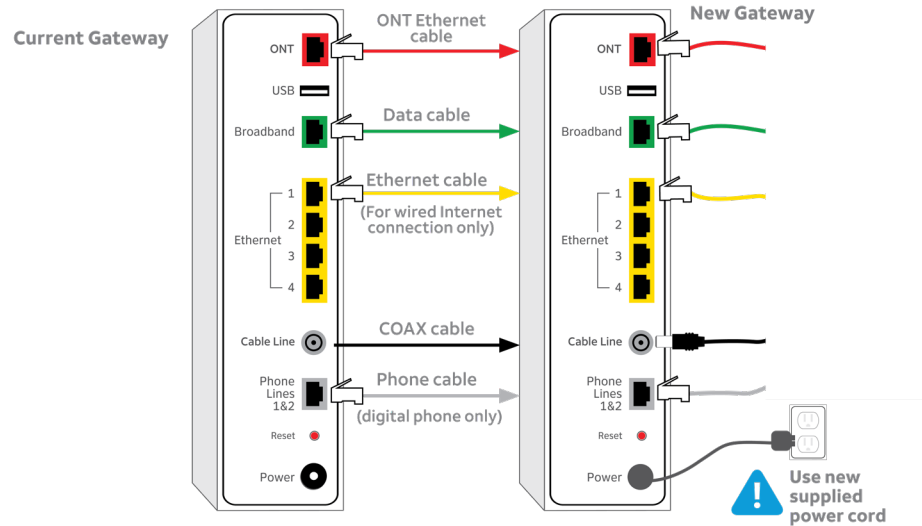 Current Gateway
ONT
USB
Broadband
1
2
Ethernet
3
4
Cable Line
Phone
Lines
1&2
Reset
Power
ONT Ethernet
cable
Data cable
Ethernet cable
(For wired Internet
connection only)
COAX cable
Phone cable
(digital phone only)
New Gateway
ONT
USB
Broadband
1
2
Ethernet
3
4
Cable Line
Phone
Lines
1&2
Reset
Power
!
Use new
supplied
power cord